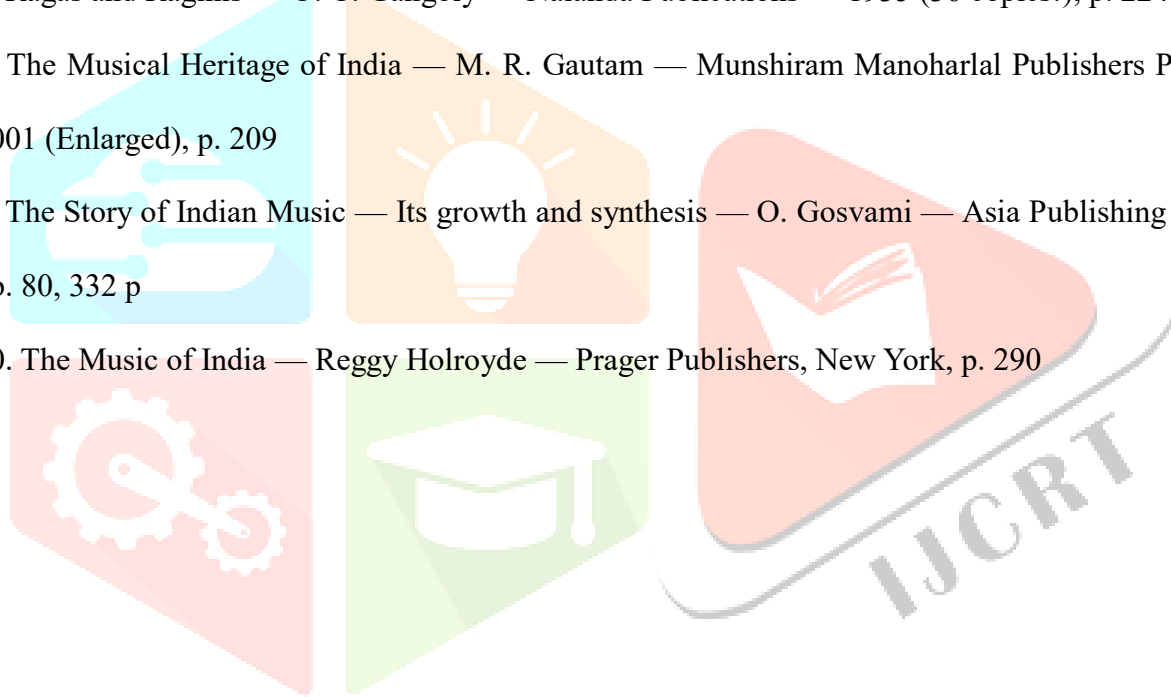 The Musical Heritage of India — M. R. Gautam — Munshiram Manoharlal Publishers P
001 (Enlarged), p. 209
The Story of Indian Music — Its growth and synthesis — O. Gosvami — Asia Publishing
p. 80, 332 p
0. The Music of India — Reggy Holroyde — Prager Publishers, New York, p. 290
IJCRT